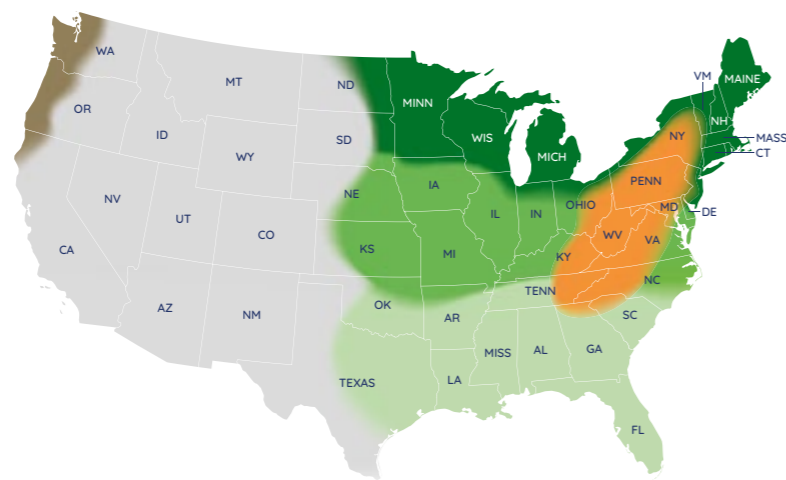 VM
MAINE
WA
MT
ND
MINN
OR
ID
SD
WIS
MICH
NY
NH
MASS
CT
WY
NE
IA
PENN
NV
UT
CO
IL
IN
OHIO
MD
DE
CA
KS
MI
KY
WV
VA
AZ
NM
OK
AR
TENN
NC
SC
TEXAS
LA
MISS
AL
GA
FL